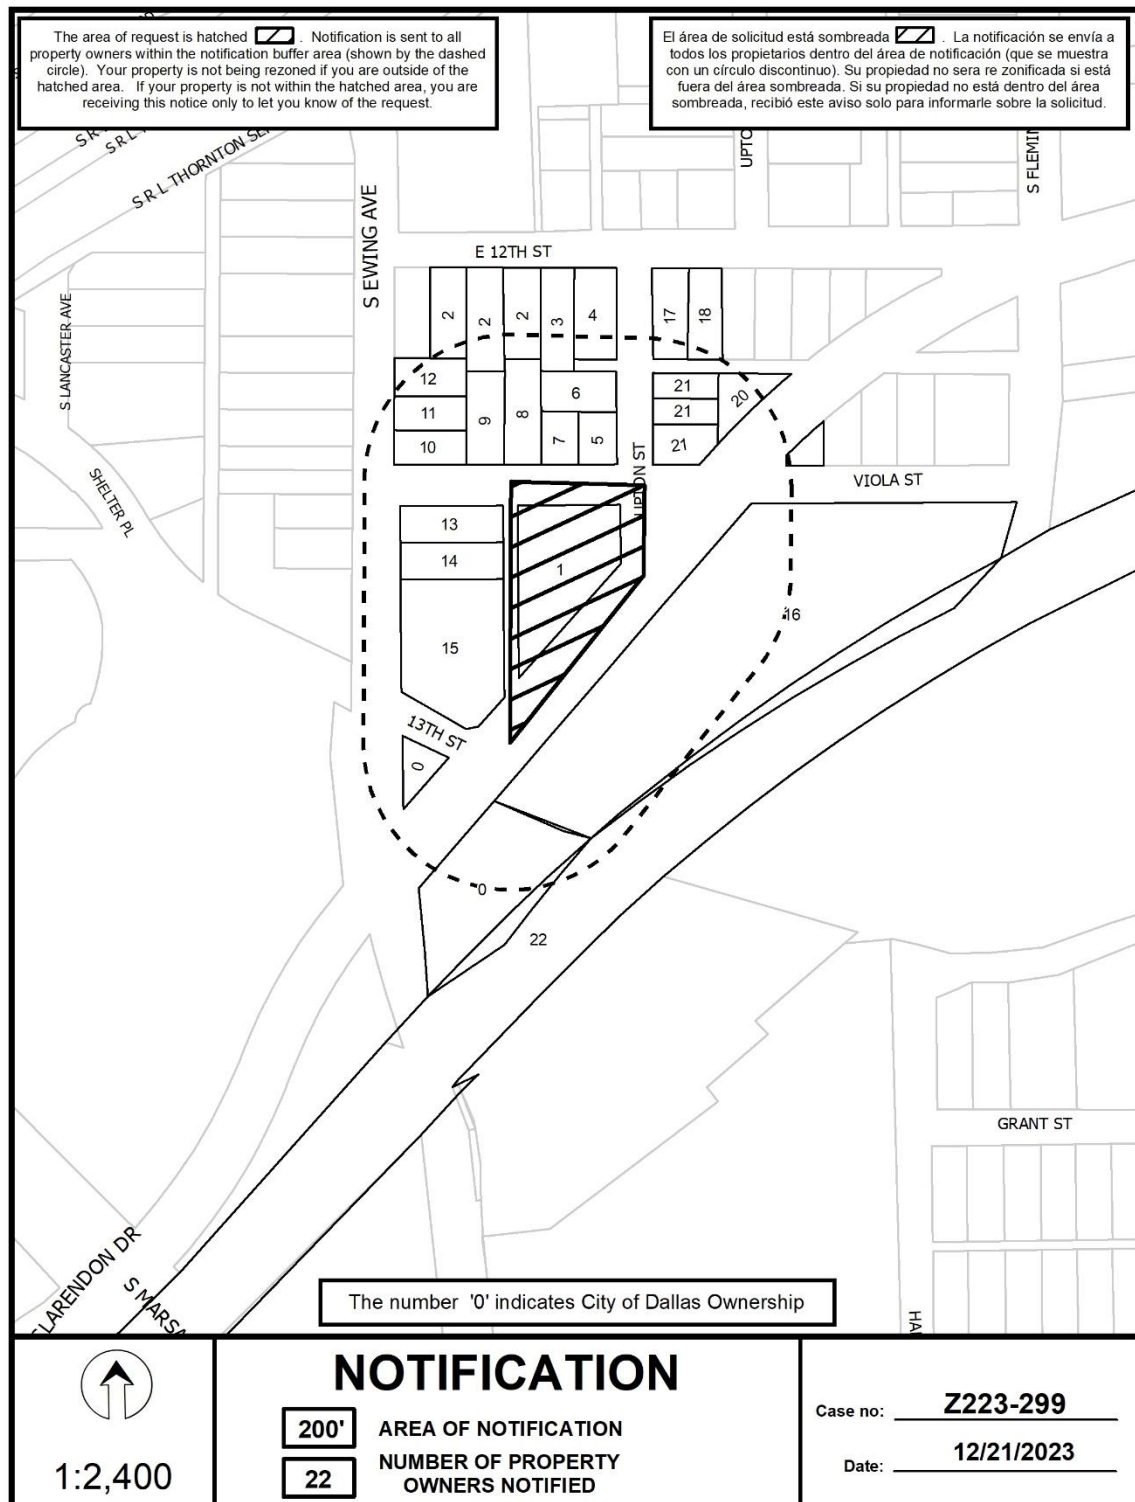 The area of request is hatched . Notification is sent to all
property owners within the notification buffer area (shown by the dashed
circle). Your property is not being rezoned if you are outside of the
hatched area. If your property is not within the hatched area, you are
receiving this notice only to let you know of the request.
El área de solicitud está sombreada . La notificación se envía a
todos los propietarios dentro del área de notificación (que se muestra
con un círculo discontinuo). Su propiedad no sera re zonificada si está
fuera del área sombreada. Si su propiedad no está dentro del área
sombreada, recibió este aviso solo para informarle sobre la solicitud.
S R L
S R L THORNTON SE
UPTO
S FLEMIN
S EWING AVE
E 12TH ST
S LANCASTER AVE
2
2
2
3
4
17
18
12
11
10
9
8
6
7
5
21
21
21
20
UPTON ST
VIOLA ST
SHELTER PL
13
14
1
15
16
13TH ST
0
0
22
GRANT ST
CLARENDON DR
S MARSA
HA
The number '0' indicates City of Dallas Ownership
1:2,400
NOTIFICATION
200' AREA OF NOTIFICATION
22 NUMBER OF PROPERTY
OWNERS NOTIFIED
Case no: Z223-299
Date: 12/21/2023